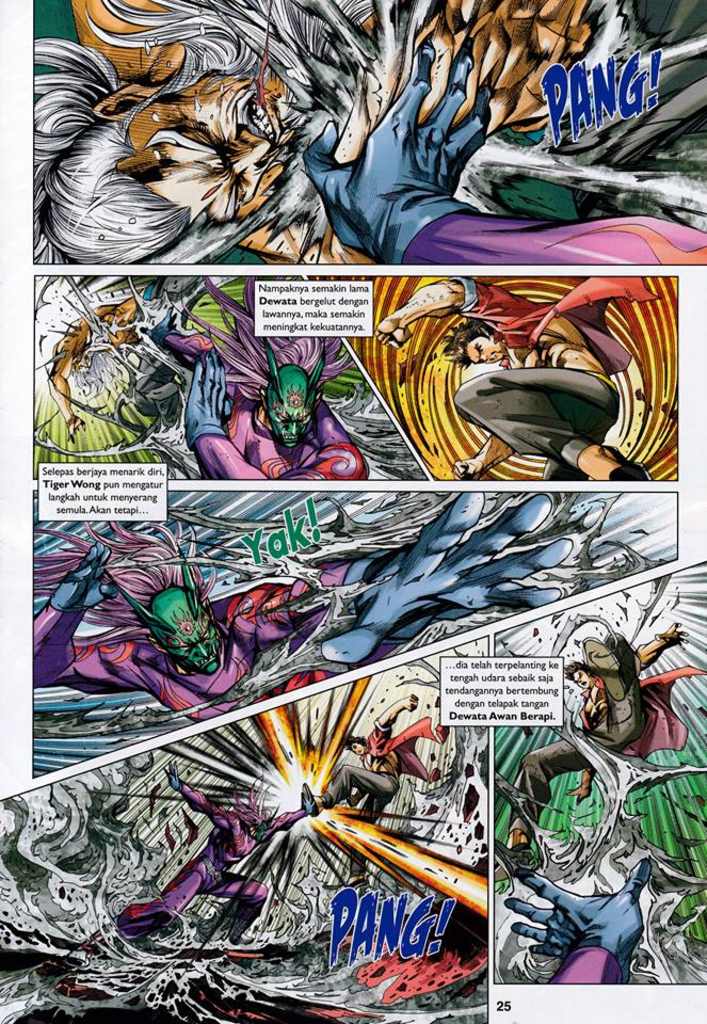 PANG!
Nampaknya semakin lama
Dewata bergelut dengan
lawannya, maka semakin
meningkat kekuatannya.
Selepas berjaya menarik diri,
Tiger Wong pun mengatur
langkah untuk menyerang
semula. Akan tetapi...
Yak!
...dia telah terpelanting ke
tengah udara sebaik saja
tendangannya bertembung
dengan telapak tangan
Dewata Awan Berapi.
PANG!
25